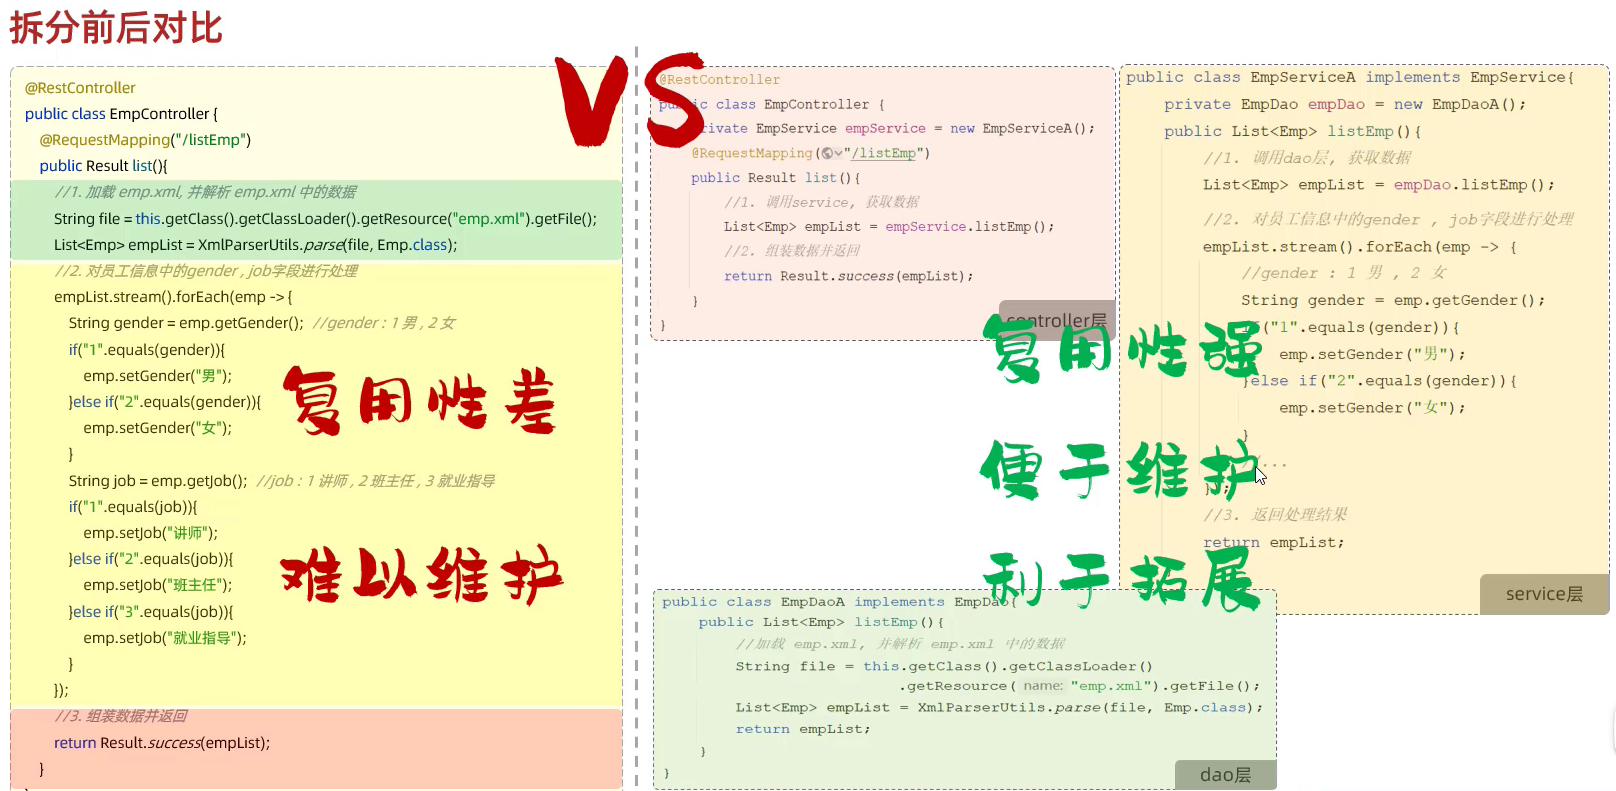 拆分前后对比
@RestController
public class EmpController {
@RequestMapping("/listEmp")
public Result list(){
//1. 加载 emp.xml, 并解析 emp.xml 中的数据
String file = this.getClass().getClassLoader().getResource("emp.xml").getFile();
List<Emp> empList = XmlParserUtils.parse(file, Emp.class);
//2. 对员工信息中的gender , job字段进行处理
empList.stream().forEach(emp -> {
String gender = emp.getGender(); //gender : 1 男 , 2 女
if("1".equals(gender)){
emp.setGender("男");
}else if("2".equals(gender)){
emp.setGender("女");
}
String job = emp.getJob(); //job : 1 讲师 , 2 班主任 , 3 就业指导
if("1".equals(job)){
emp.setJob("讲师");
}else if("2".equals(job)){
emp.setJob("班主任");
}else if("3".equals(job)){
emp.setJob("就业指导");
}
});
//3. 组装数据并返回
return Result.success(empList);
}
复用性差
难以维护
VS
@RestController
public class EmpController {
private EmpService empService = new EmpServiceA();
@RequestMapping("/listEmp")
public Result list(){
//1. 调用service, 获取数据
List<Emp> empList = empService.listEmp();
//2. 组装数据并返回
return Result.success(empList);
}
}
controller层
public class EmpServiceA implements EmpService{
private EmpDao empDao = new EmpDaoA();
public List<Emp> listEmp(){
//1. 调用dao层, 获取数据
List<Emp> empList = empDao.listEmp();
//2. 对员工信息中的gender , job字段进行处理
empList.stream().forEach(emp -> {
//gender : 1 男 , 2 女
String gender = emp.getGender();
if("1".equals(gender)){
emp.setGender("男");
}else if("2".equals(gender)){
emp.setGender("女");
}
//...
});
//3. 返回处理结果
return empList;
service层
复用性强
便于维护
利于拓展
public class EmpDaoA implements EmpDao{
public List<Emp> listEmp(){
//加载 emp.xml, 并解析 emp.xml 中的数据
String file = this.getClass().getClassLoader()
.getResource( name: "emp.xml").getFile();
List<Emp> empList = XmlParserUtils.parse(file, Emp.class);
return empList;
}
}
dao层